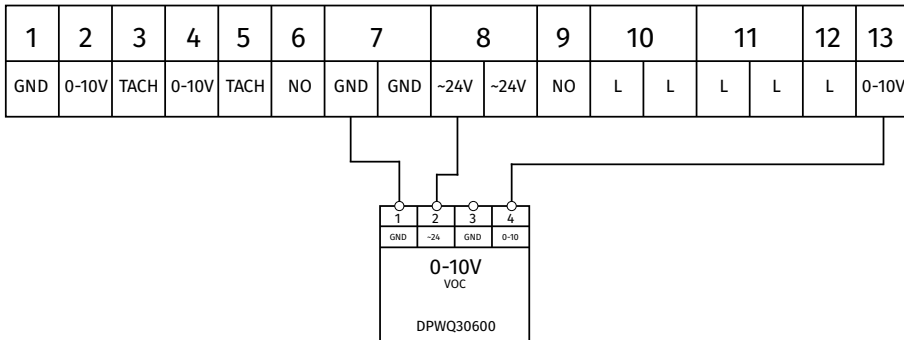 1 2 3 4 5 6 7 8 9 10 11 12 13
GND 0-10V TACH 0-10V TACH NO GND GND ~24V ~24V NO L L L L L 0-10V
1 2 3 4
GND ~24 GND 0-10
0-10V
VOC
DPWQ30600